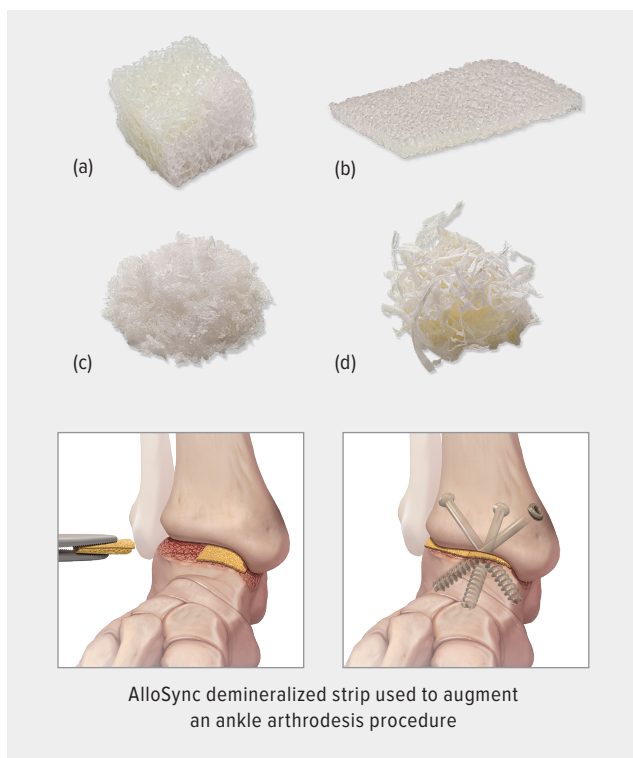 (a)
(b)
(c)
(d)
AlloSync demineralized strip used to augment
an ankle arthrodesis procedure